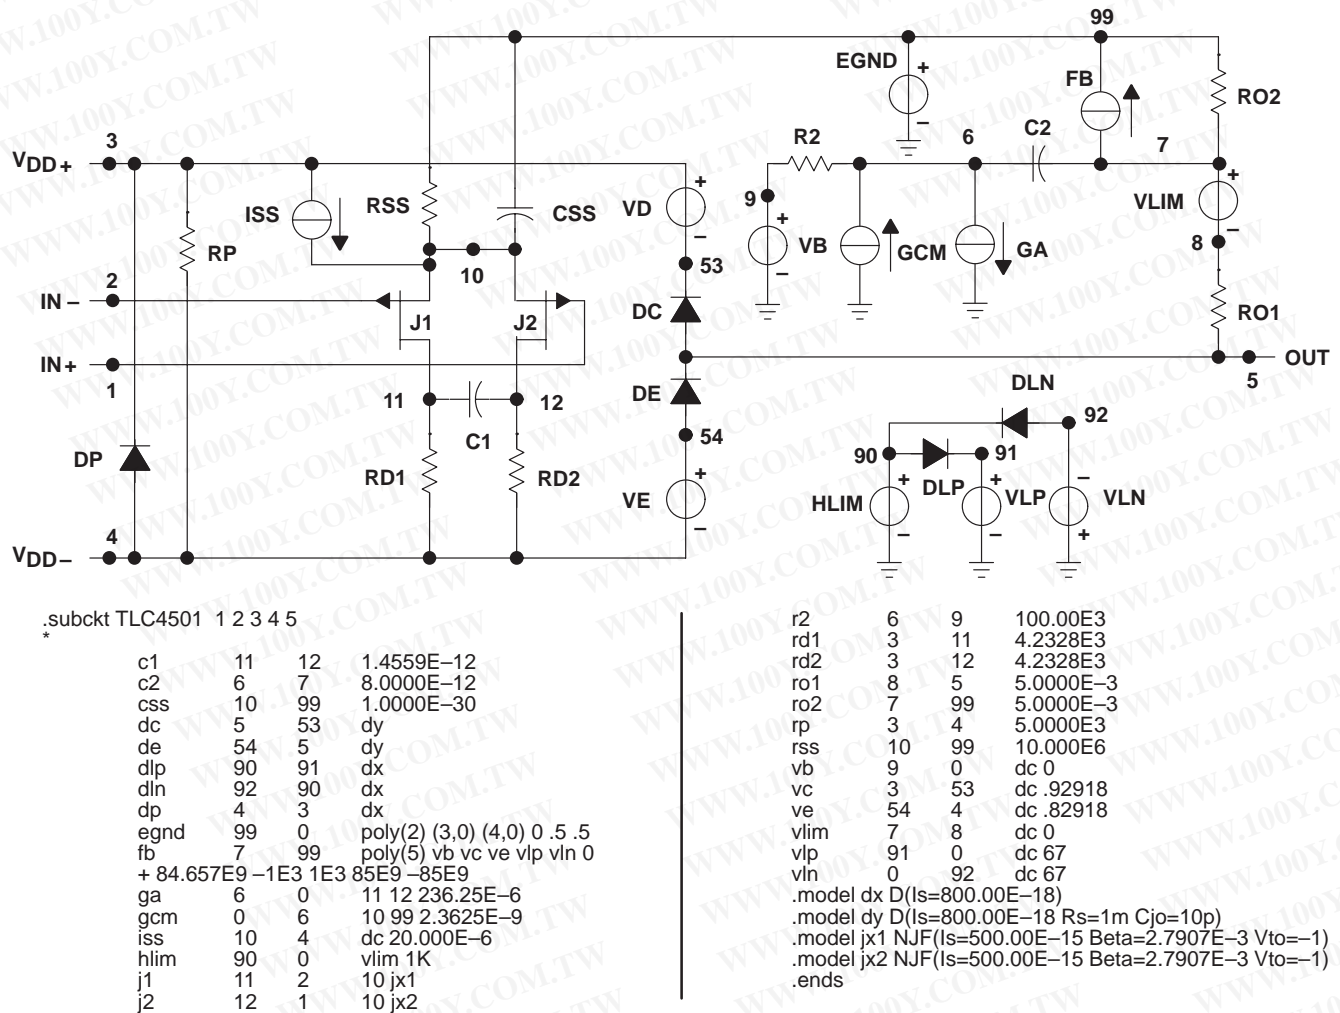 99
EGND
+
–
FB
RO2
R2
6
C2
7
3
VDD+
ISS
RSS
CSS
VD
+
–
9
+
VB
–
GCM
GA
VLIM
+
–
8
RP
10
53
2
IN –
J1
J2
DC
RO1
IN+
1
OUT
5
DE
DLN
11
12
C1
54
92
90
91
DP
RD1
RD2
VE
+
–
HLIM
+
–
DLP
+
VLP
–
–
VLN
+
4
VDD–
.subckt TLC4501 1 2 3 4 5
*
c1 11 12 1.4559E–12
c2 6 7 8.0000E–12
css 10 99 1.0000E–30
dc 5 53 dy
de 54 5 dy
dlp 90 91 dx
dln 92 90 dx
dp 4 3 dx
egnd 99 0 poly(2) (3,0) (4,0) 0 .5 .5
fb 7 99 poly(5) vb vc ve vlp vln 0
+ 84.657E9 –1E3 1E3 85E9 –85E9
ga 6 0 11 12 236.25E–6
gcm 0 6 10 99 2.3625E–9
iss 10 4 dc 20.000E–6
hlim 90 0 vlim 1K
j1 11 2 10 jx1
j2 12 1 10 jx2
r2 6 9 100.00E3
rd1 3 11 4.2328E3
rd2 3 12 4.2328E3
ro1 8 5 5.0000E–3
ro2 7 99 5.0000E–3
rp 3 4 5.0000E3
rss 10 99 10.000E6
vb 9 0 dc 0
vc 3 53 dc .92918
ve 54 4 dc .82918
vlim 7 8 dc 0
vlp 91 0 dc 67
vln 0 92 dc 67
.model dx D(Is=800.00E–18)
.model dy D(Is=800.00E–18 Rs=1m Cjo=10p)
.model jx1 NJF(Is=500.00E–15 Beta=2.7907E–3 Vto=–1)
.model jx2 NJF(Is=500.00E–15 Beta=2.7907E–3 Vto=–1)
.ends
WWW.100Y.COM.TW